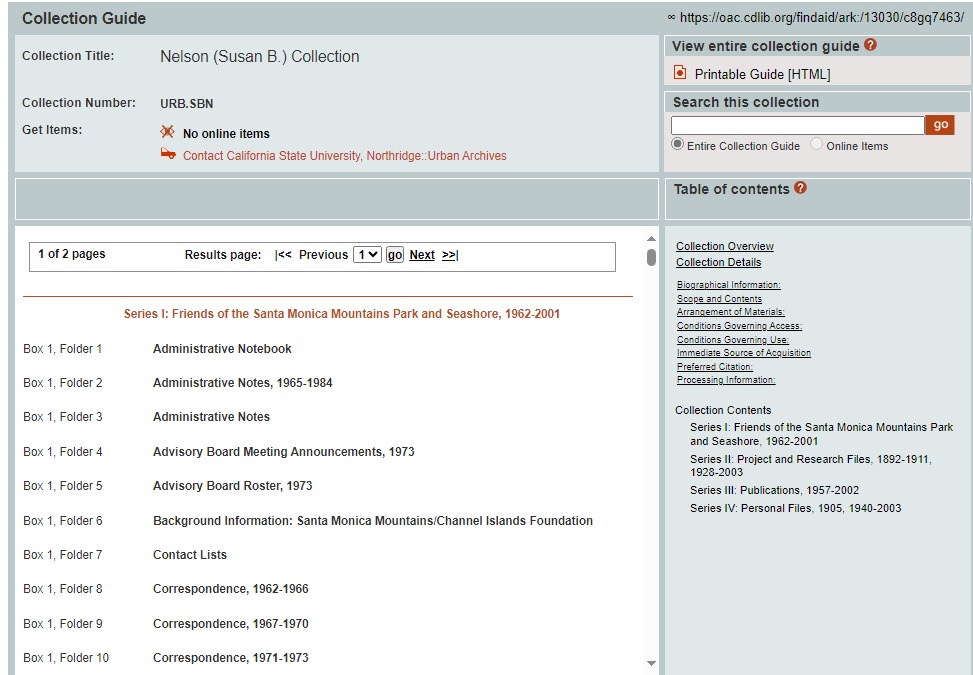 Collection Guide
∞ https://oac.cdlib.org/findaid/ark:/13030/c8gq7463/
Collection Title: Nelson (Susan B.) Collection
Collection Number: URB.SBN
Get Items: No online items
Contact California State University, Northridge::Urban Archives
View entire collection guide ?
Printable Guide [HTML]
Search this collection
go
Entire Collection Guide Online Items
Table of contents ?
1 of 2 pages Results page: |<< Previous 1 go Next >>|
Series I: Friends of the Santa Monica Mountains Park and Seashore, 1962-2001
Box 1, Folder 1 Administrative Notebook
Box 1, Folder 2 Administrative Notes, 1965-1984
Box 1, Folder 3 Administrative Notes
Box 1, Folder 4 Advisory Board Meeting Announcements, 1973
Box 1, Folder 5 Advisory Board Roster, 1973
Box 1, Folder 6 Background Information: Santa Monica Mountains/Channel Islands Foundation
Box 1, Folder 7 Contact Lists
Box 1, Folder 8 Correspondence, 1962-1966
Box 1, Folder 9 Correspondence, 1967-1970
Box 1, Folder 10 Correspondence, 1971-1973
Collection Overview
Collection Details
Biographical Information:
Scope and Contents
Arrangement of Materials:
Conditions Governing Access:
Conditions Governing Use:
Immediate Source of Acquisition
Preferred Citation:
Processing Information:
Collection Contents
Series I: Friends of the Santa Monica Mountains Park
and Seashore, 1962-2001
Series II: Project and Research Files, 1892-1911,
1928-2003
Series III: Publications, 1957-2002
Series IV: Personal Files, 1905, 1940-2003